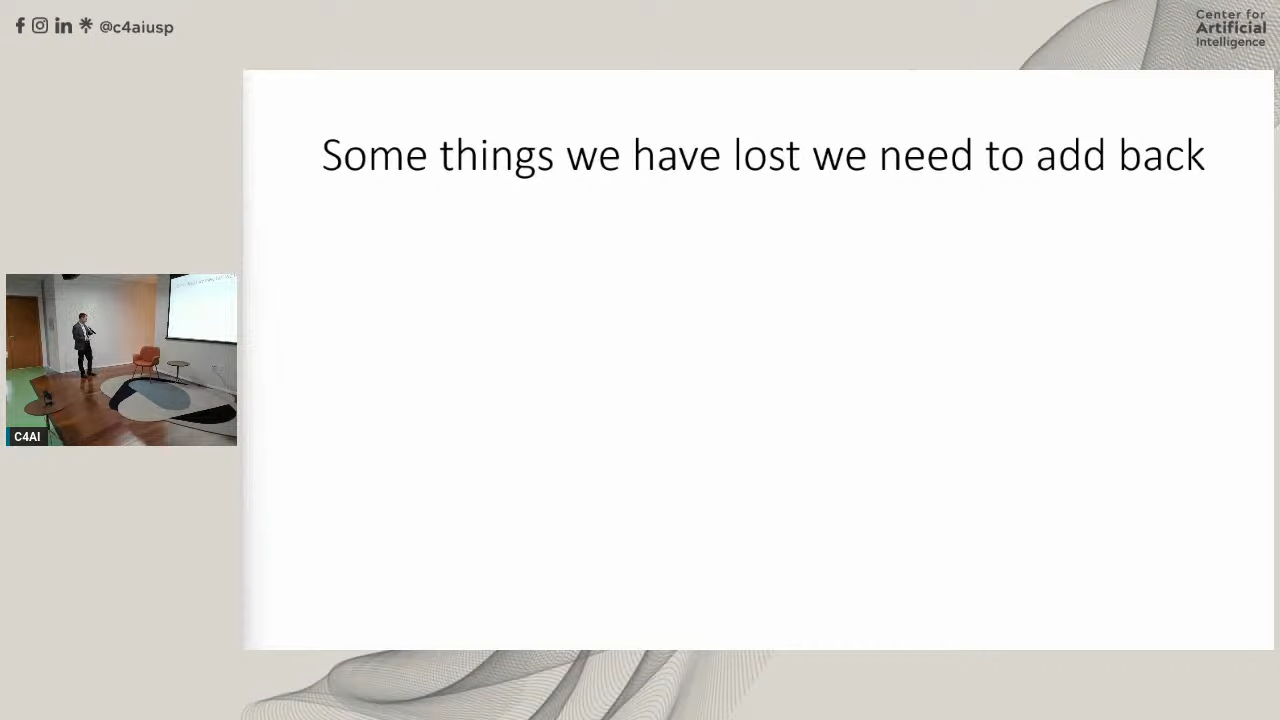 @c4aiusp
Center for
Artificial
Intelligence
Some things we have lost we need to add back
C4AI